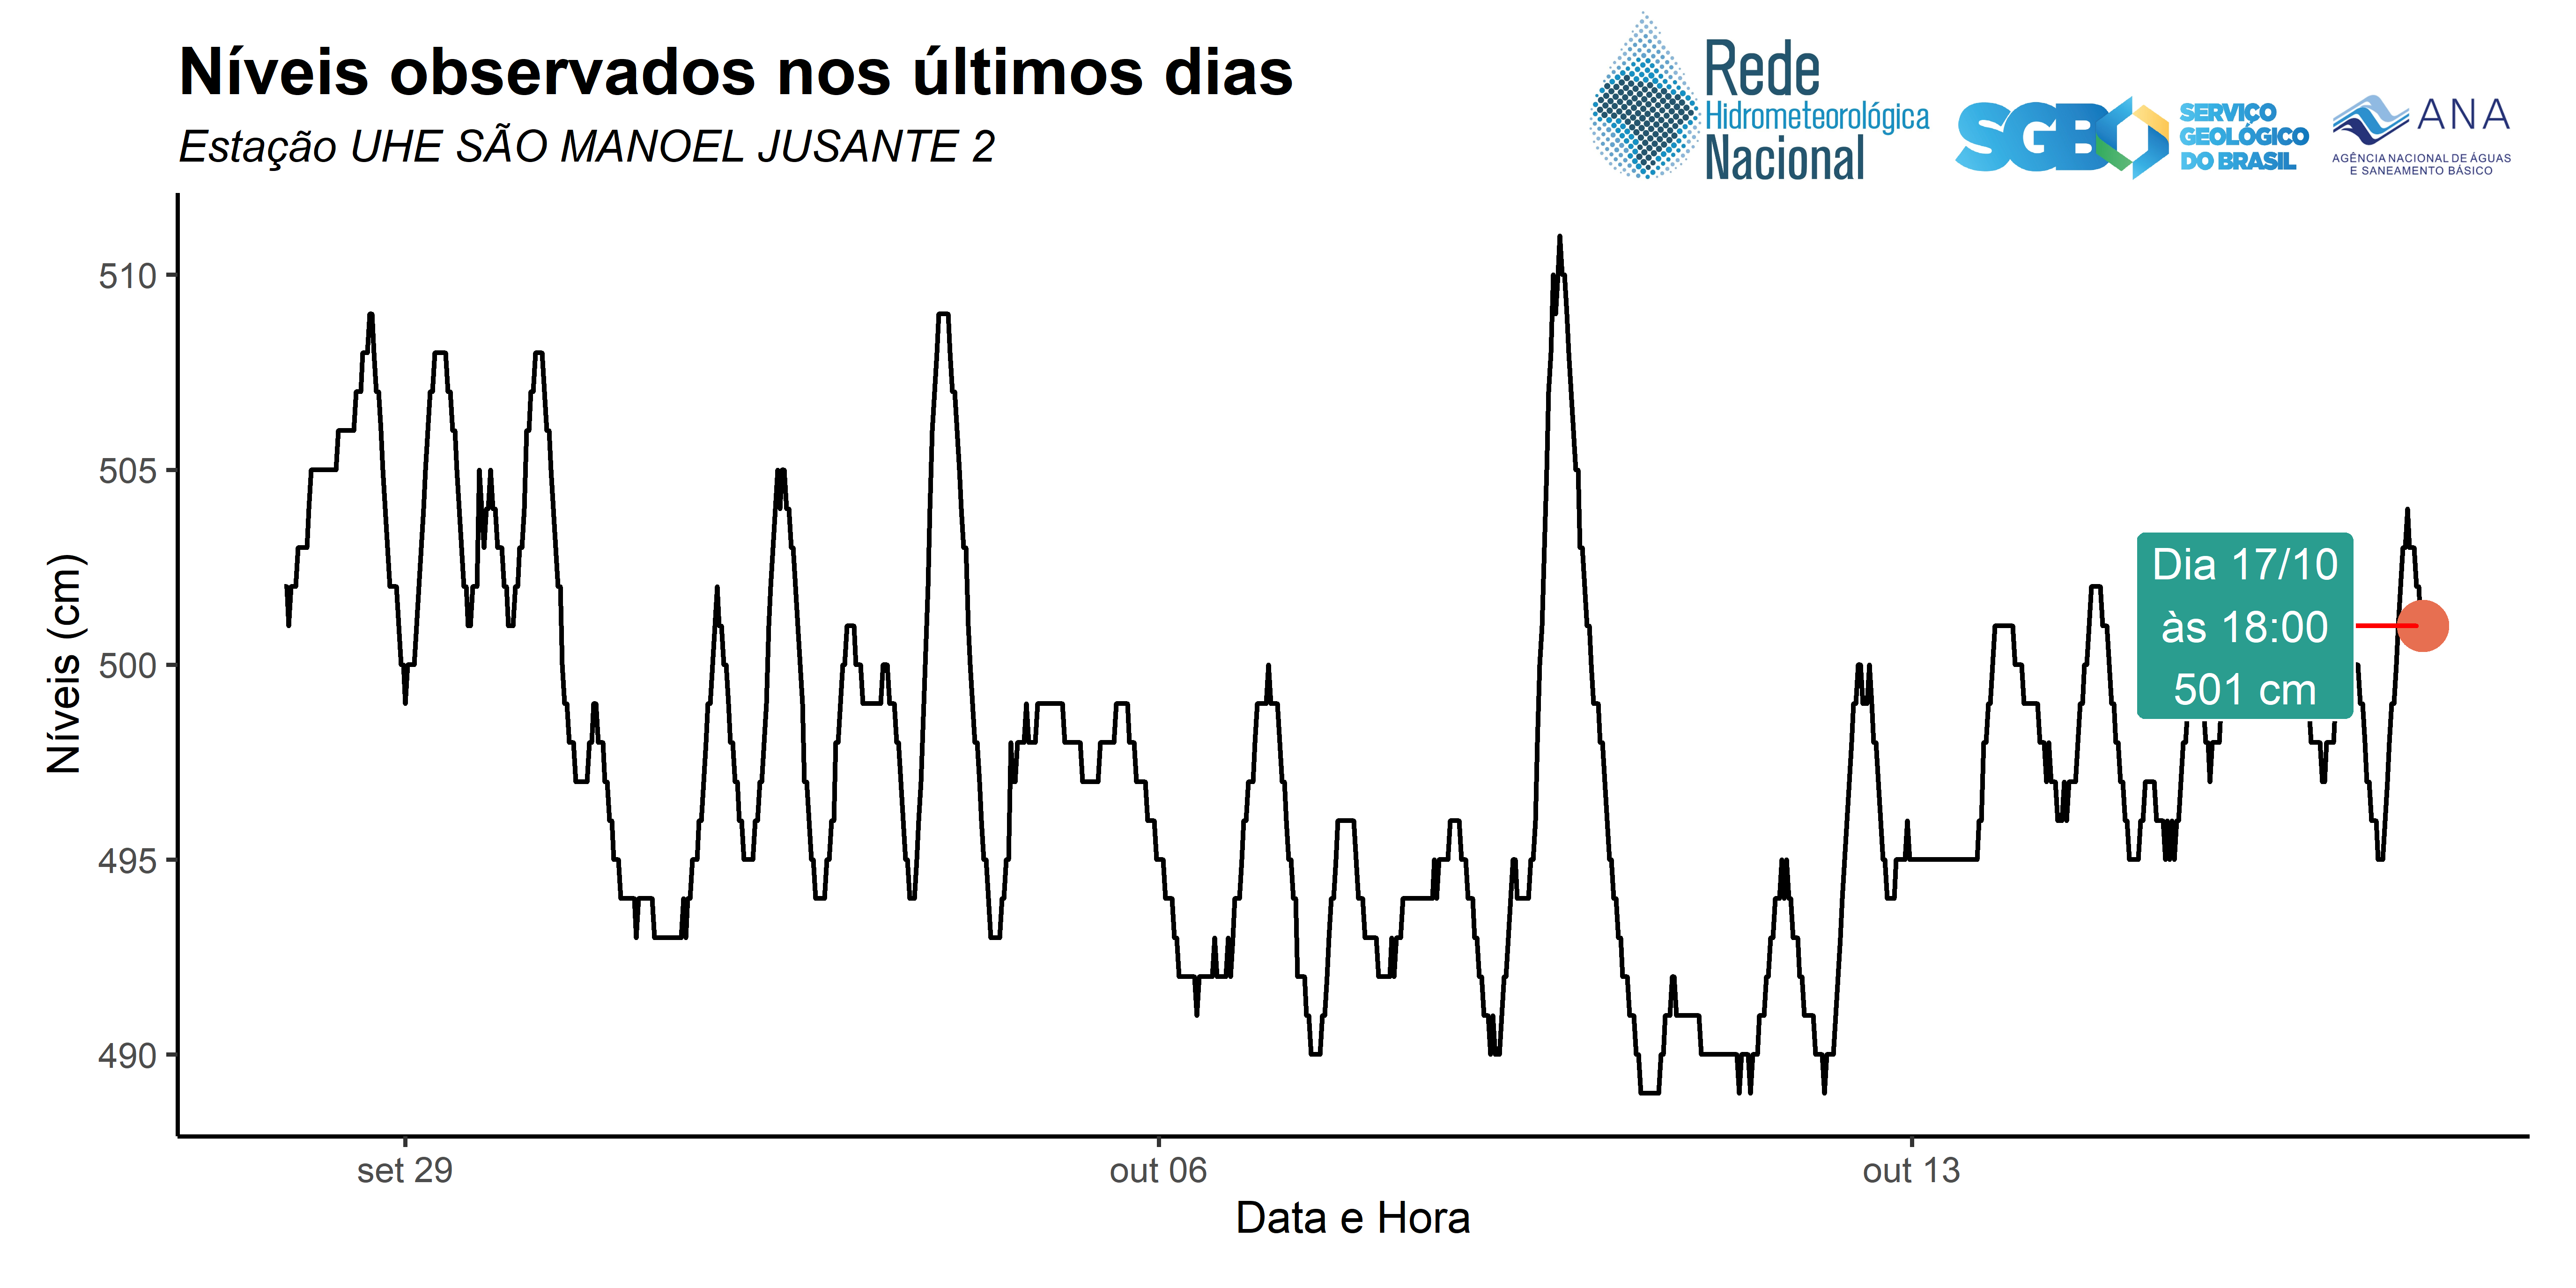 Níveis observados nos últimos dias
Estação UHE SÃO MANOEL JUSANTE 2
Rede
Hidrometeorológica
Nacional
SGB
SERVIÇO
GEOLÓGICO
DO BRASIL
ANA
AGÊNCIA NACIONAL DE ÁGUAS
E SANEAMENTO BÁSICO
Níveis (cm)
510
505
500
495
490
Dia 17/10
às 18:00
501 cm
set 29
out 06
out 13
Data e Hora